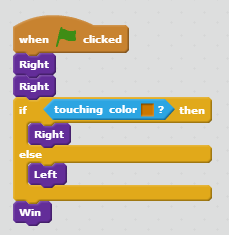 when clicked
Right
Right
if touching color ? then
Right
else
Left
Win